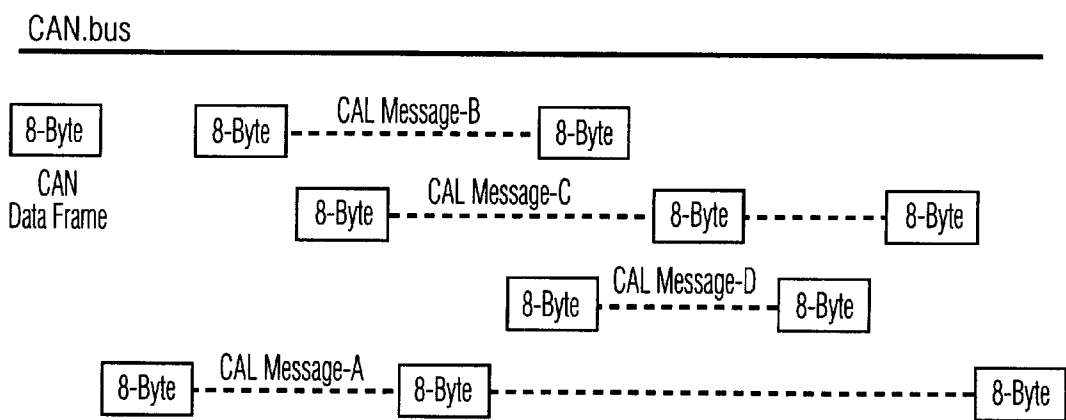 CAN.bus
8-Byte
CAN
Data Frame
8-Byte
CAL Message-B
8-Byte
8-Byte
CAL Message-C
8-Byte
8-Byte
8-Byte
CAL Message-D
8-Byte
8-Byte
CAL Message-A
8-Byte
8-Byte